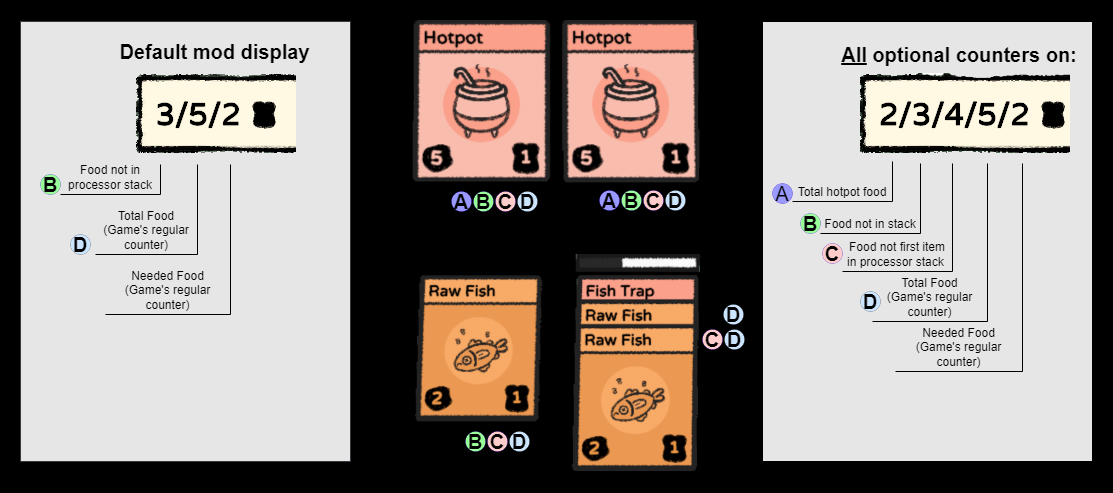 Default mod display
3/5/2
B
Food not in
processor stack
D
Total Food
(Game's regular
counter)
Needed Food
(Game's regular
counter)
Hotpot
5
1
A B C D
Hotpot
5
1
A B C D
Raw Fish
2
1
B C D
Fish Trap
Raw Fish
D
Raw Fish
C D
2
1
All optional counters on:
2/3/4/5/2
A
Total hotpot food
B
Food not in stack
C
Food not first item
in processor stack
D
Total Food
(Game's regular
counter)
Needed Food
(Game's regular
counter)